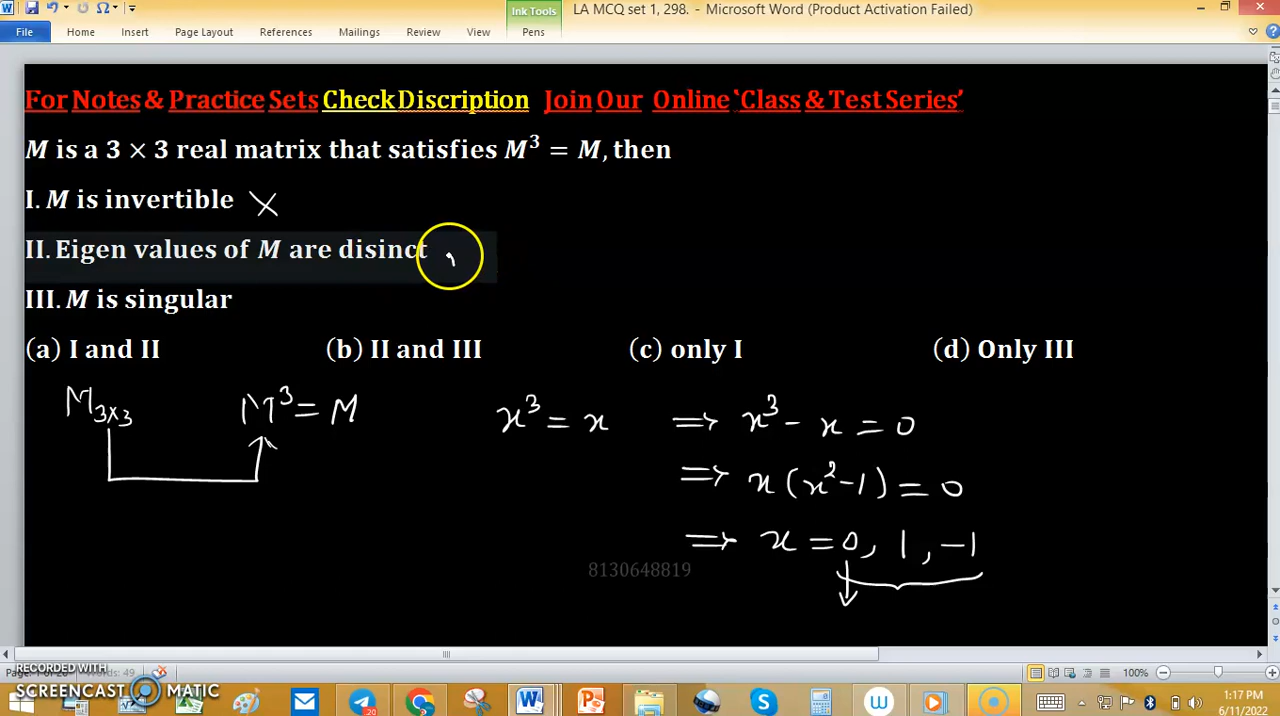 LA MCQ set 1, 298. - Microsoft Word (Product Activation Failed)
Ink Tools
File Home Insert Page Layout References Mailings Review View Pens
For Notes & Practice Sets Check Discription Join Our Online ‘Class & Test Series’
M is a 3 × 3 real matrix that satisfies M³ = M, then
I. M is invertible ×
II. Eigen values of M are disinct
III. M is singular
(a) I and II (b) II and III (c) only I (d) Only III
M₃ₓ₃ M³ = M x³ = x ⇒ x³ - x = 0
⇒ x(x²-1) = 0
⇒ x = 0, 1, -1
8130648819
RECORDED WITH
SCREENCAST MATIC
100%
1:17 PM
6/11/2022
20